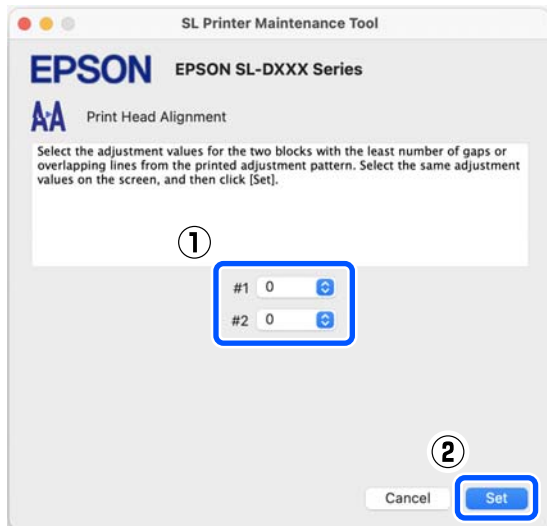 SL Printer Maintenance Tool
EPSON EPSON SL-DXXX Series
Print Head Alignment
Select the adjustment values for the two blocks with the least number of gaps or
overlapping lines from the printed adjustment pattern. Select the same adjustment
values on the screen, and then click [Set].
①
#1 0
#2 0
②
Cancel Set